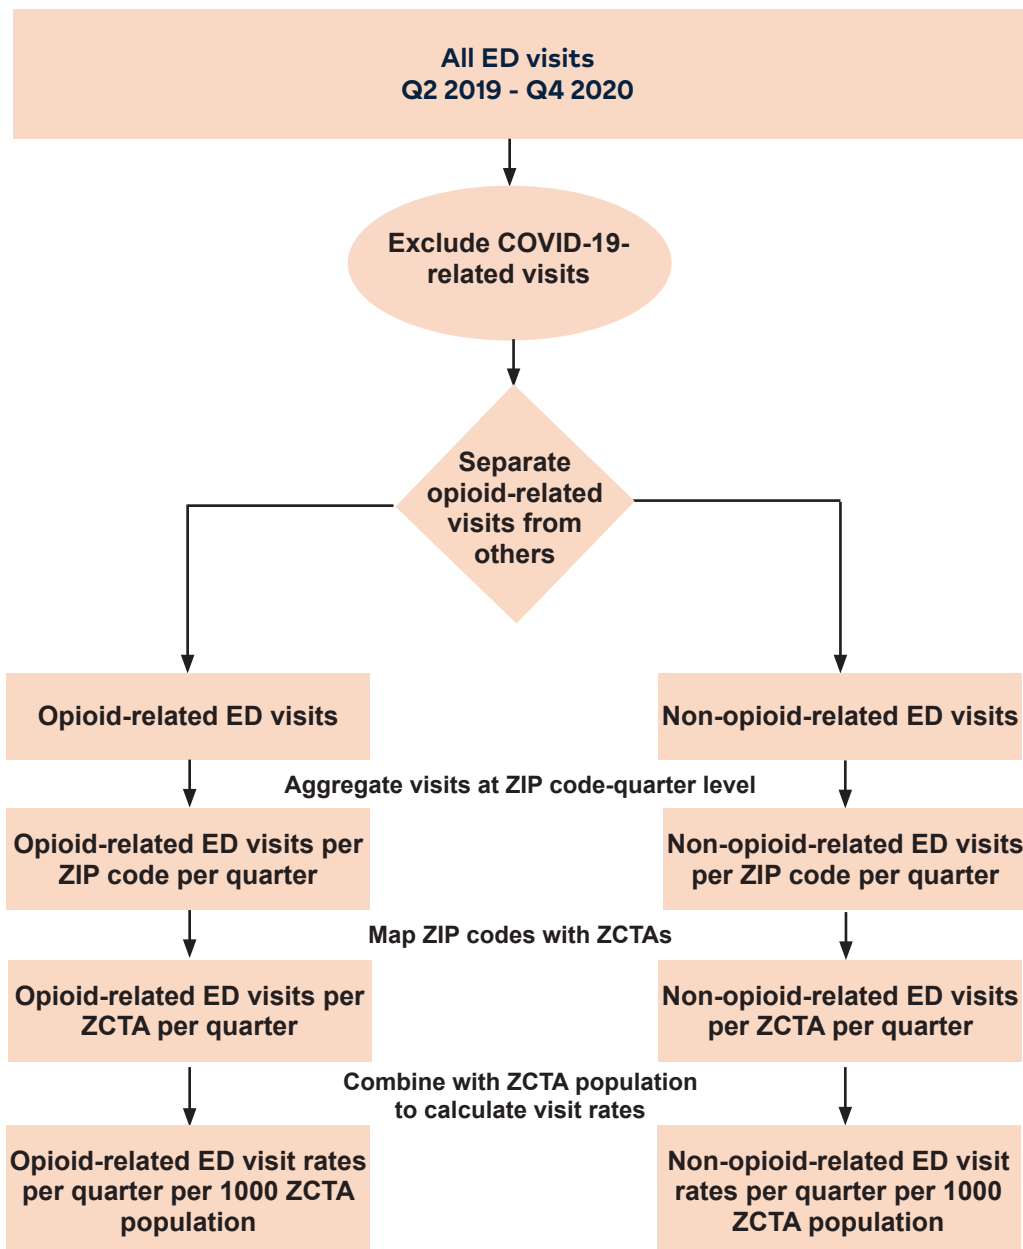 All ED visits
Q2 2019 - Q4 2020
Exclude COVID-19-
related visits
Separate
opioid-related
visits from
others
Opioid-related ED visits
Non-opioid-related ED visits
Aggregate visits at ZIP code-quarter level
Opioid-related ED visits per
ZIP code per quarter
Non-opioid-related ED visits
per ZIP code per quarter
Map ZIP codes with ZCTAs
Opioid-related ED visits per
ZCTA per quarter
Non-opioid-related ED visits
per ZCTA per quarter
Combine with ZCTA population
to calculate visit rates
Opioid-related ED visit rates
per quarter per 1000 ZCTA
population
Non-opioid-related ED visit
rates per quarter per 1000
ZCTA population